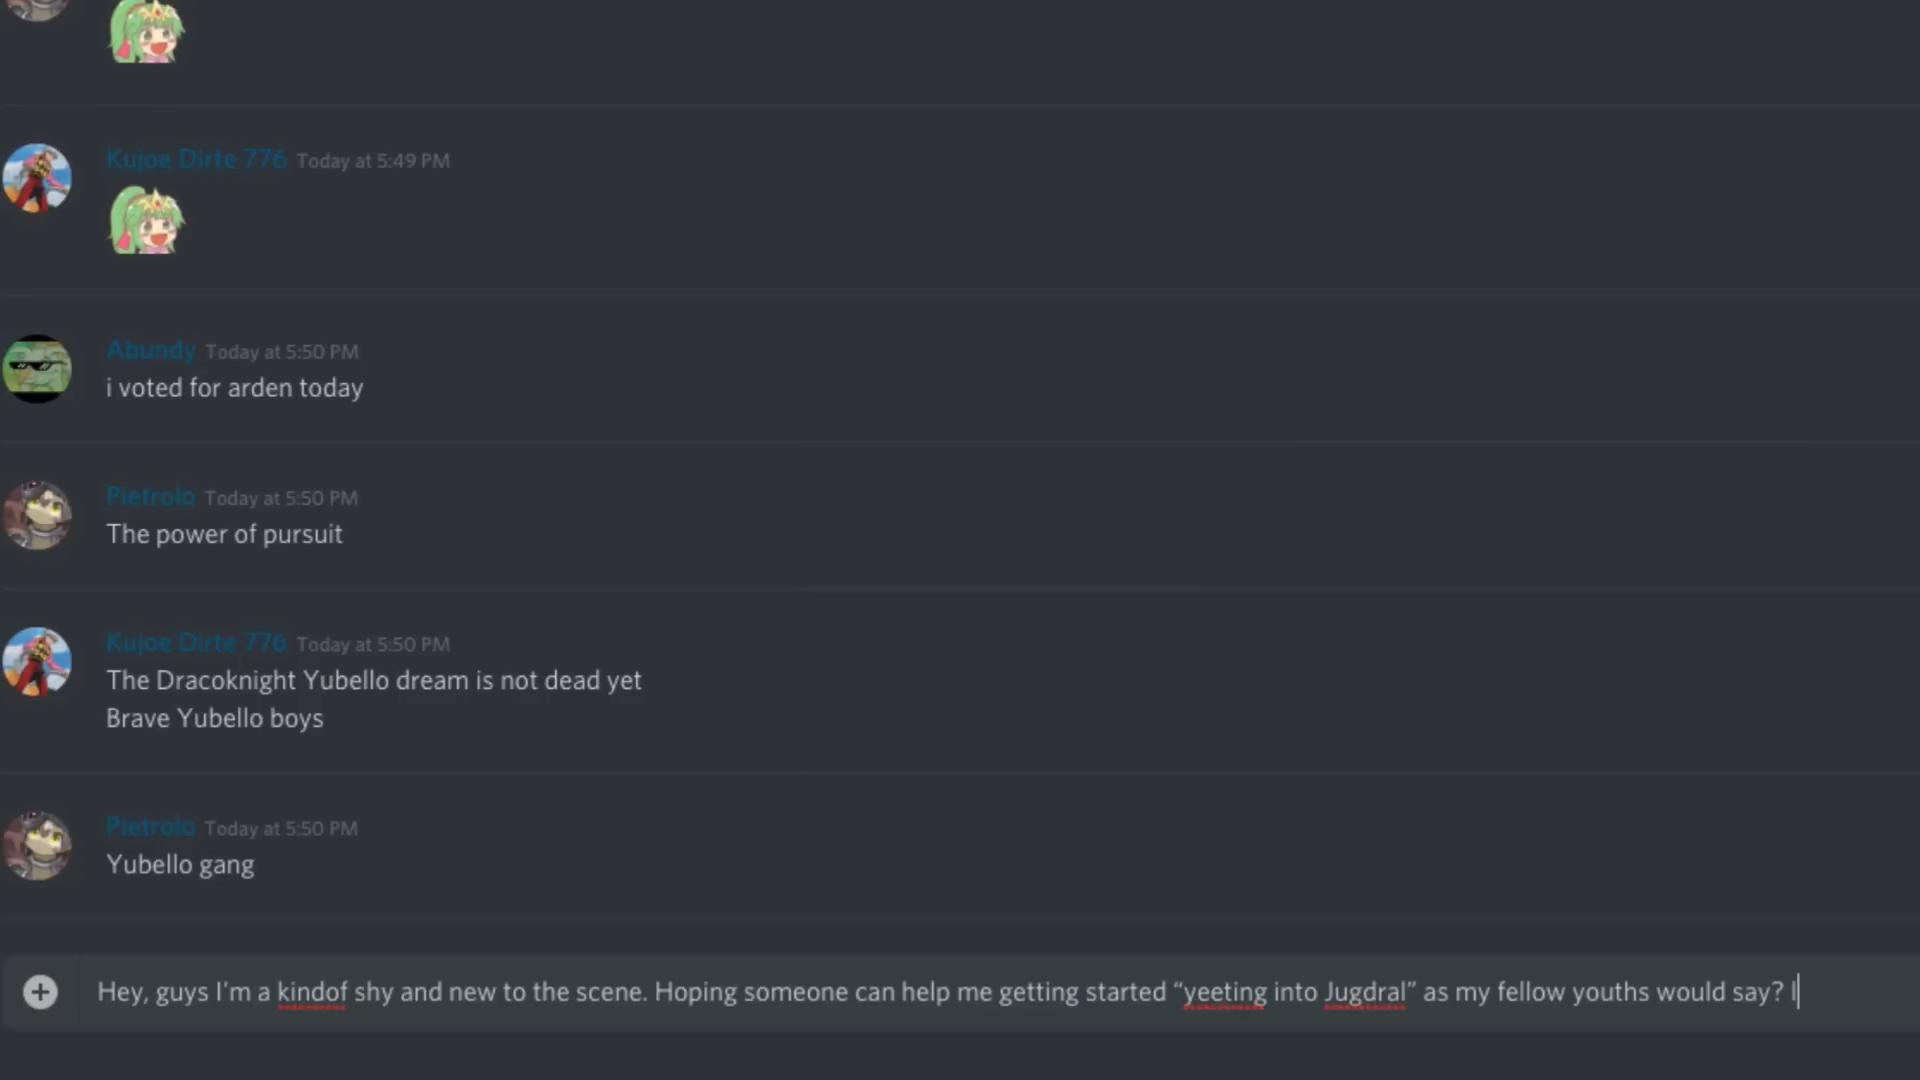 Kujoe Dirte 776 Today at 5:49 PM
Abundy Today at 5:50 PM
i voted for arden today
Pietrolo Today at 5:50 PM
The power of pursuit
Kujoe Dirte 776 Today at 5:50 PM
The Dracoknight Yubello dream is not dead yet
Brave Yubello boys
Pietrolo Today at 5:50 PM
Yubello gang
Hey, guys I'm a kindof shy and new to the scene. Hoping someone can help me getting started “yeeting into Jugdral” as my fellow youths would say? I